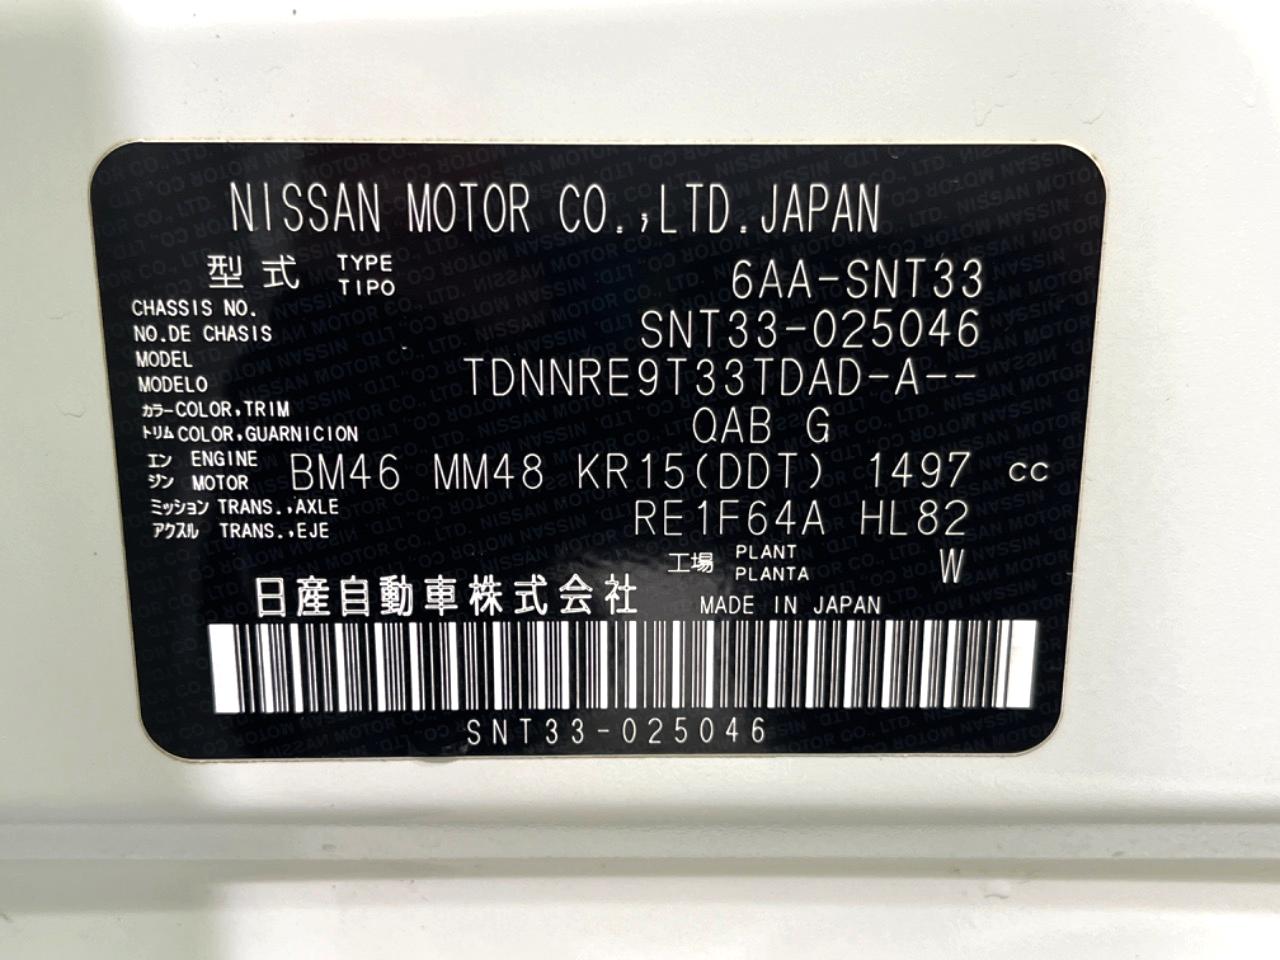 NISSAN MOTOR CO.,LTD.JAPAN
型式 TYPE TIPO 6AA-SNT33
CHASSIS NO.
NO.DE CHASIS SNT33-025046
MODEL
MODELO TDNNRE9T33TDAD-A--
カラー COLOR,TRIM
トリム COLOR,GUARNICION QAB G
エンジン ENGINE MOTOR BM46 MM48 KR15(DDT) 1497 cc
ミッション TRANS.,AXLE
アクスル TRANS.,EJE RE1F64A HL82
工場 PLANT PLANTA W
日産自動車株式会社 MADE IN JAPAN
SNT33-025046